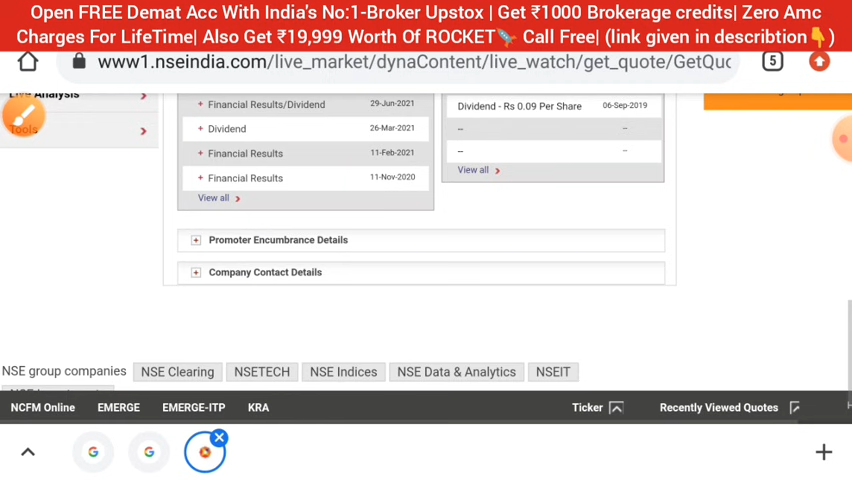 Open FREE Demat Acc With India's No:1-Broker Upstox | Get ₹1000 Brokerage credits| Zero Amc
Charges For LifeTime| Also Get ₹19,999 Worth Of ROCKET🚀 Call Free| (link given in describtion👇)
www1.nseindia.com/live_market/dynaContent/live_watch/get_quote/GetQuo
5
Live Analysis
Tools
+ Financial Results/Dividend 29-Jun-2021
+ Dividend 26-Mar-2021
+ Financial Results 11-Feb-2021
+ Financial Results 11-Nov-2020
View all
Dividend - Rs 0.09 Per Share 06-Sep-2019
-- --
-- --
View all
+ Promoter Encumbrance Details
+ Company Contact Details
NSE group companies NSE Clearing NSETECH NSE Indices NSE Data & Analytics NSEIT
NCFM Online EMERGE EMERGE-ITP KRA Ticker Recently Viewed Quotes